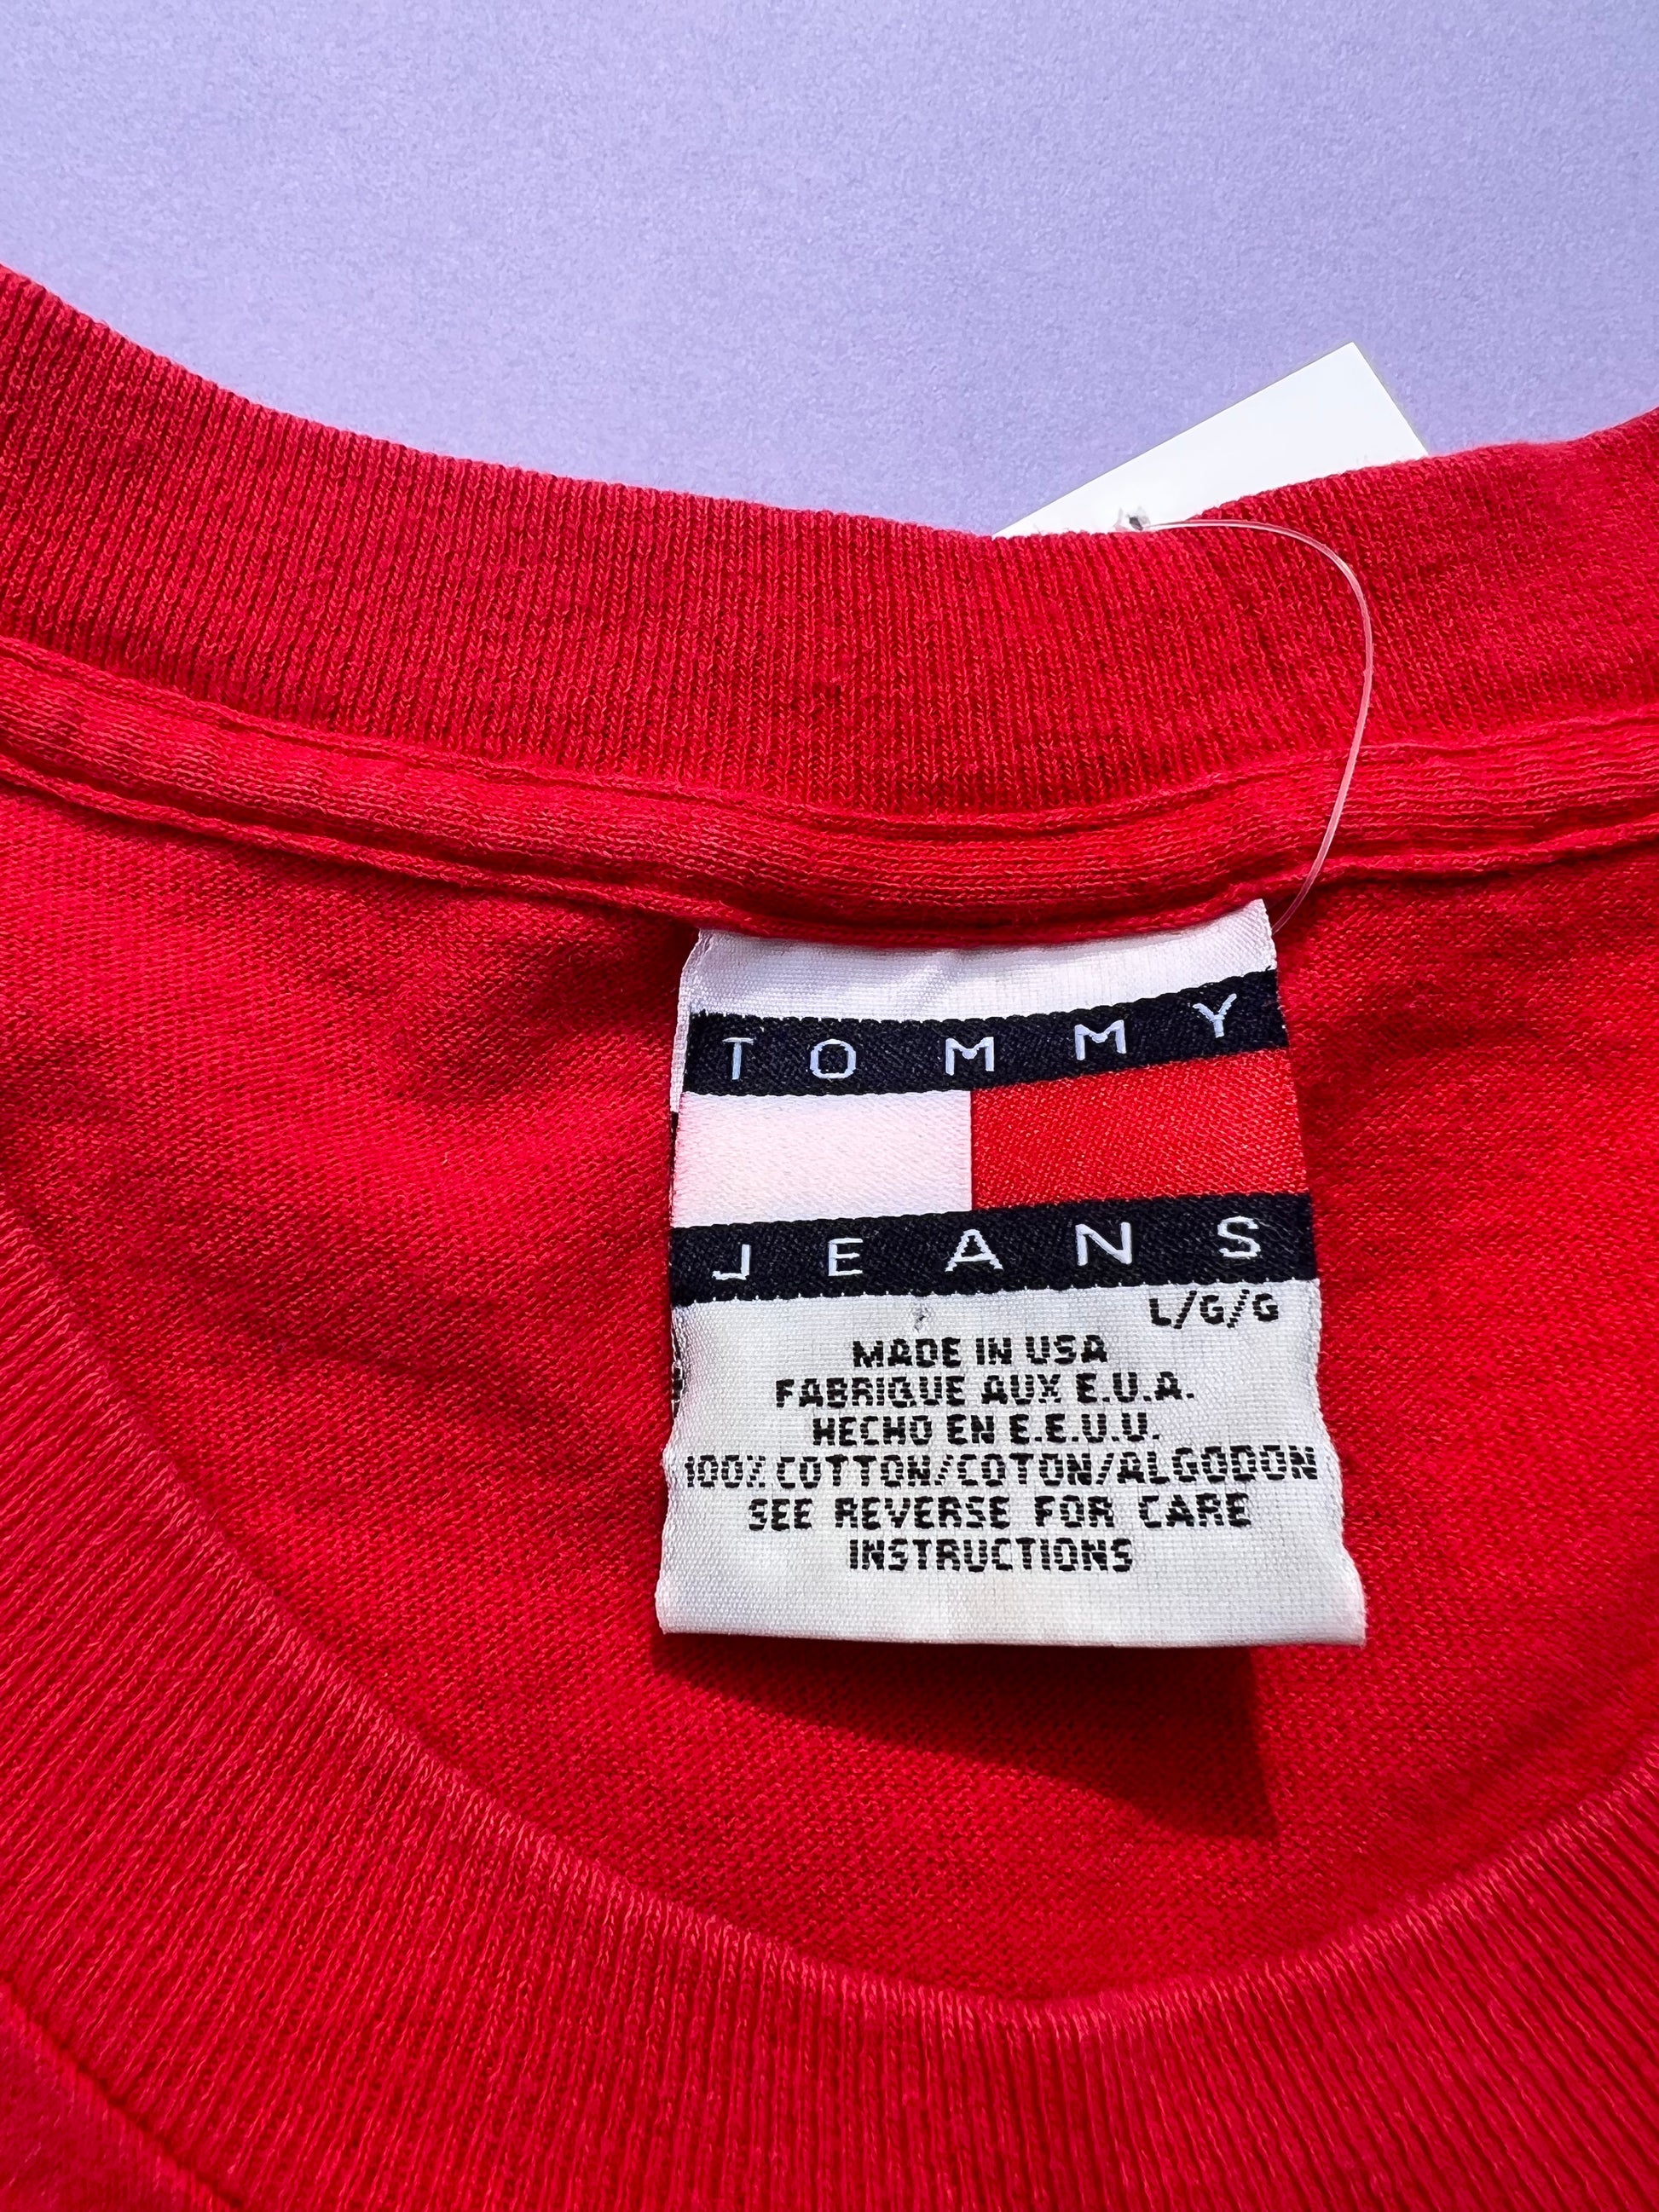 TOMMY
JEANS
L/G/G
MADE IN USA
FABRIQUE AUX E.U.A.
HECHO EN E.E.U.U.
100% COTTON/COTON/ALGODON
SEE REVERSE FOR CARE
INSTRUCTIONS